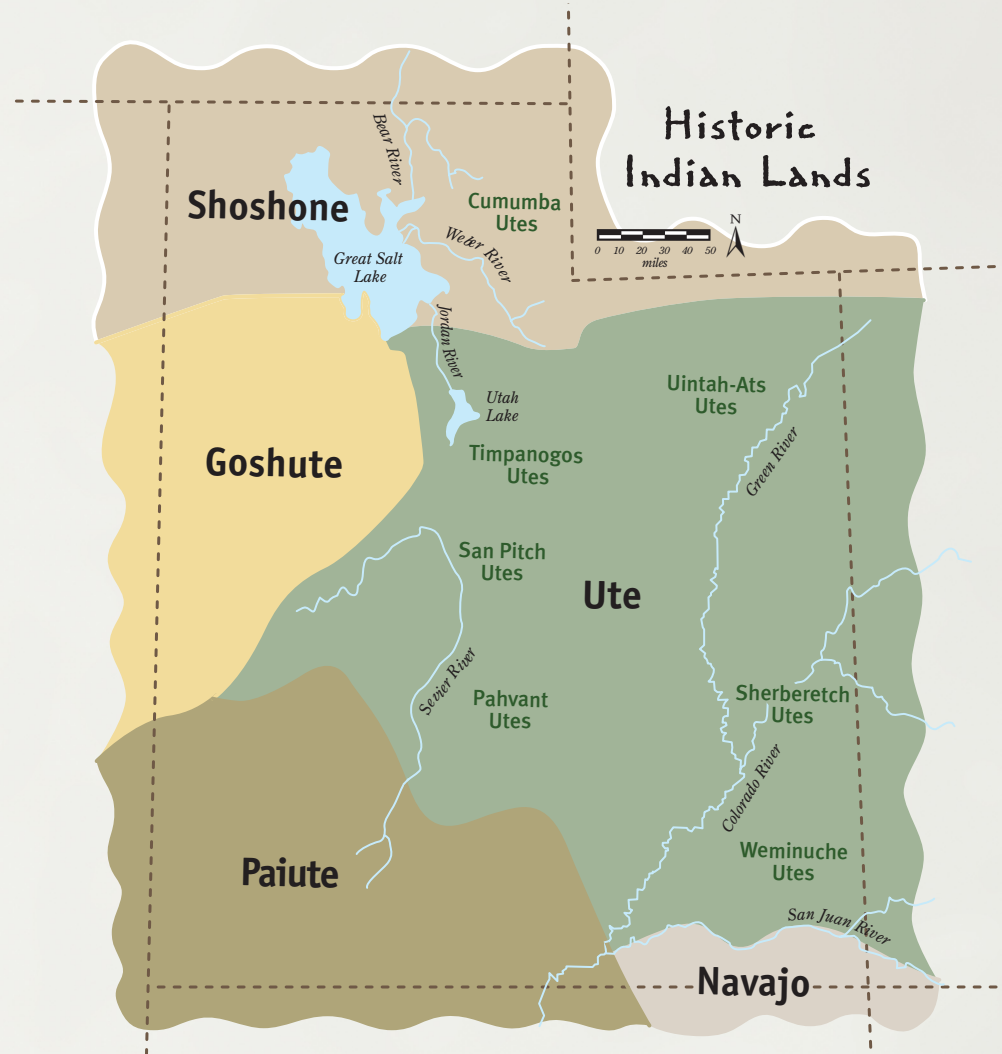 Historic
Indian Lands
N
0 10 20 30 40 50
miles
Bear River
Shoshone
Cumumba
Utes
Weber River
Great Salt
Lake
Jordan River
Uintah-Ats
Utes
Utah
Lake
Green River
Goshute
Timpanogos
Utes
San Pitch
Utes
Ute
Sevier River
Pahvant
Utes
Sherberetch
Utes
Colorado River
Weminuche
Utes
Paiute
San Juan River
Navajo